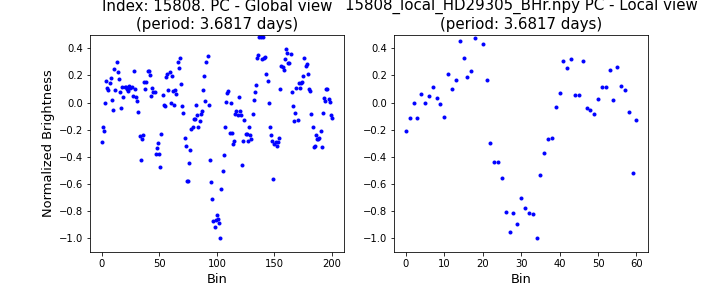 Index: 15808. PC - Global view
(period: 3.6817 days)
15808_local_HD29305_BHr.npy PC - Local view
(period: 3.6817 days)
Normalized Brightness
0.4
0.2
0.0
−0.2
−0.4
−0.6
−0.8
−1.0
0 50 100 150 200
Bin
0.4
0.2
0.0
−0.2
−0.4
−0.6
−0.8
−1.0
0 10 20 30 40 50 60
Bin